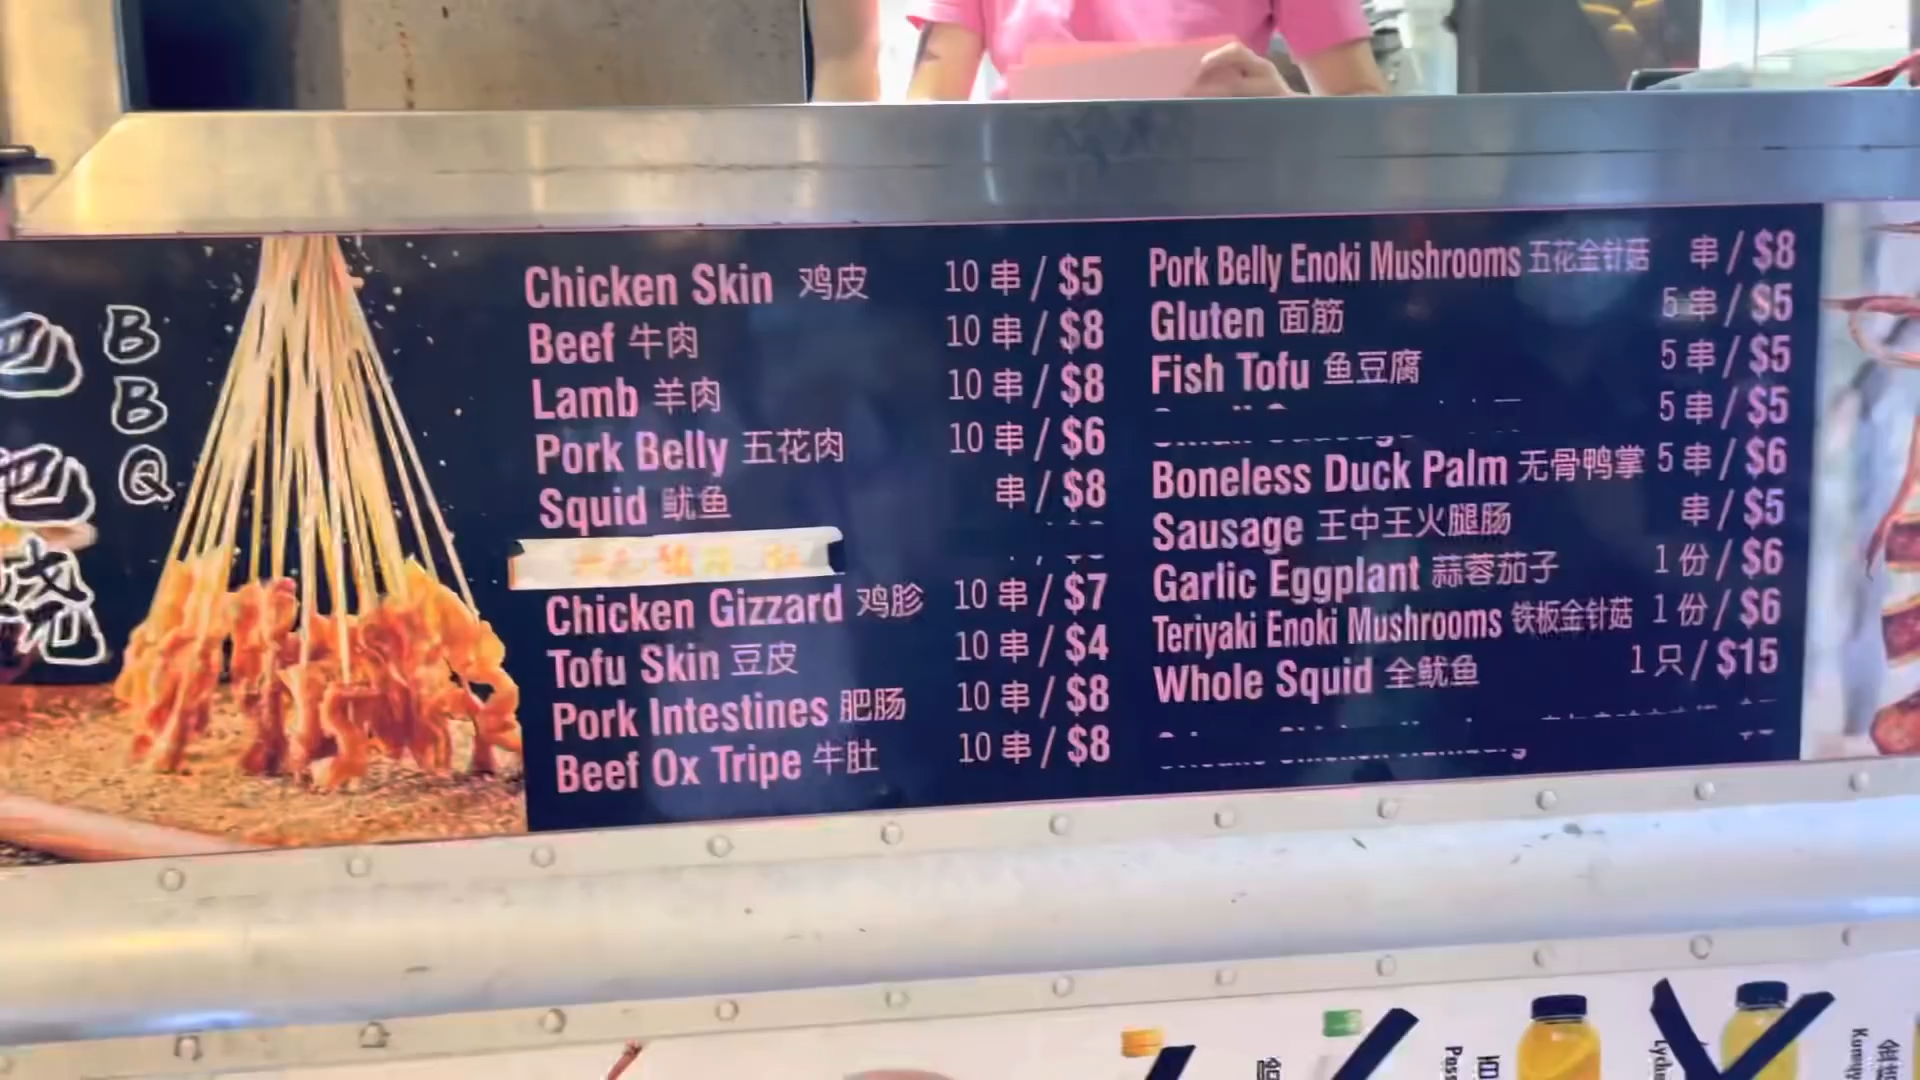 BBQ
烧
Chicken Skin 鸡皮 10 串 / $5
Beef 牛肉 10 串 / $8
Lamb 羊肉 10 串 / $8
Pork Belly 五花肉 10 串 / $6
Squid 鱿鱼 串 / $8
Chicken Gizzard 鸡胗 10 串 / $7
Tofu Skin 豆皮 10 串 / $4
Pork Intestines 肥肠 10 串 / $8
Beef Ox Tripe 牛肚 10 串 / $8
Pork Belly Enoki Mushrooms 五花金针菇 串 / $8
Gluten 面筋 5 串 / $5
Fish Tofu 鱼豆腐 5 串 / $5
5 串 / $5
Boneless Duck Palm 无骨鸭掌 5 串 / $6
Sausage 王中王火腿肠 串 / $5
Garlic Eggplant 蒜蓉茄子 1 份 / $6
Teriyaki Enoki Mushrooms 铁板金针菇 1 份 / $6
Whole Squid 全鱿鱼 1 只 / $15